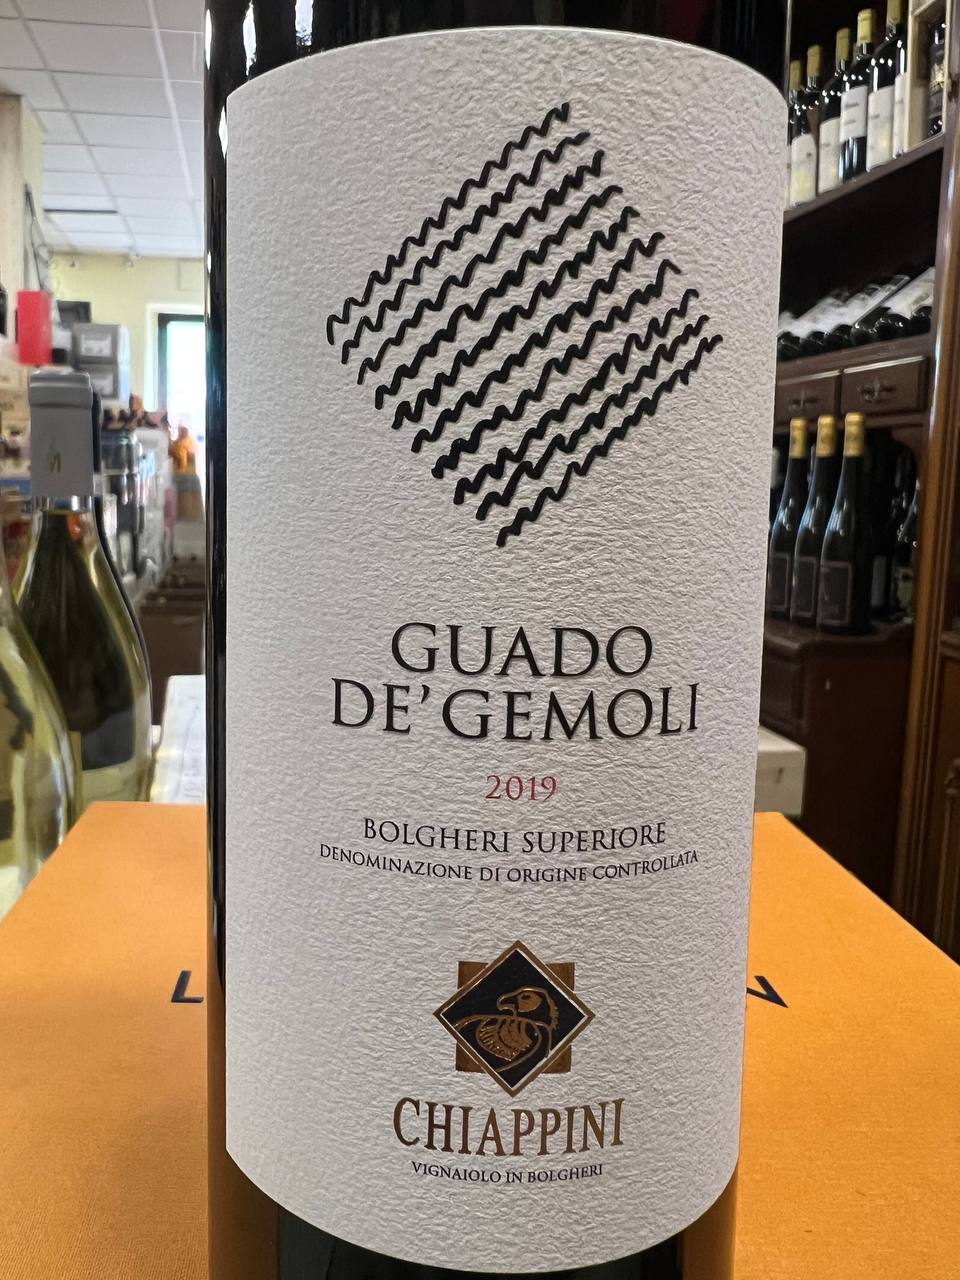 GUADO
DE' GEMOLI
2019
BOLGHERI SUPERIORE
DENOMINAZIONE DI ORIGINE CONTROLLATA
CHIAPPINI
VIGNAIOLO IN BOLGHERI